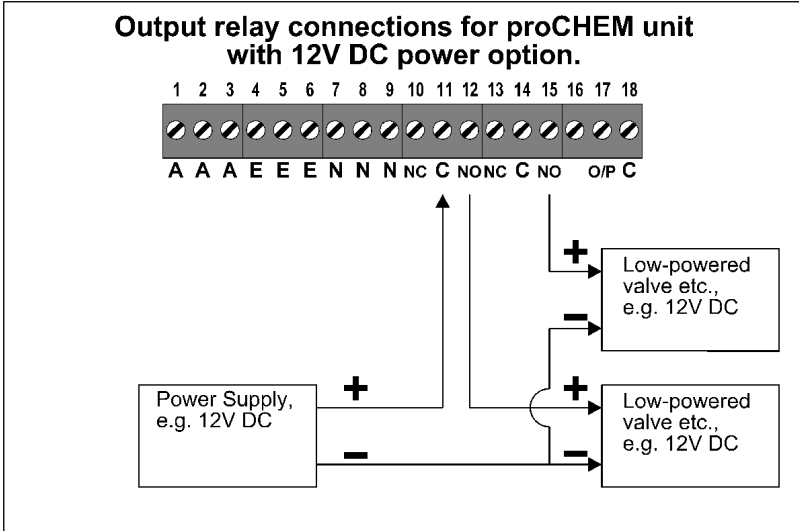 Output relay connections for proCHEM unit
with 12V DC power option.
1 2 3 4 5 6 7 8 9 10 11 12 13 14 15 16 17 18
A A A E E E N N N NC C NO NC C NO O/P C
+
Low-powered
valve etc.,
e.g. 12V DC
−
Power Supply,
e.g. 12V DC
+
−
+
Low-powered
valve etc.,
e.g. 12V DC
−